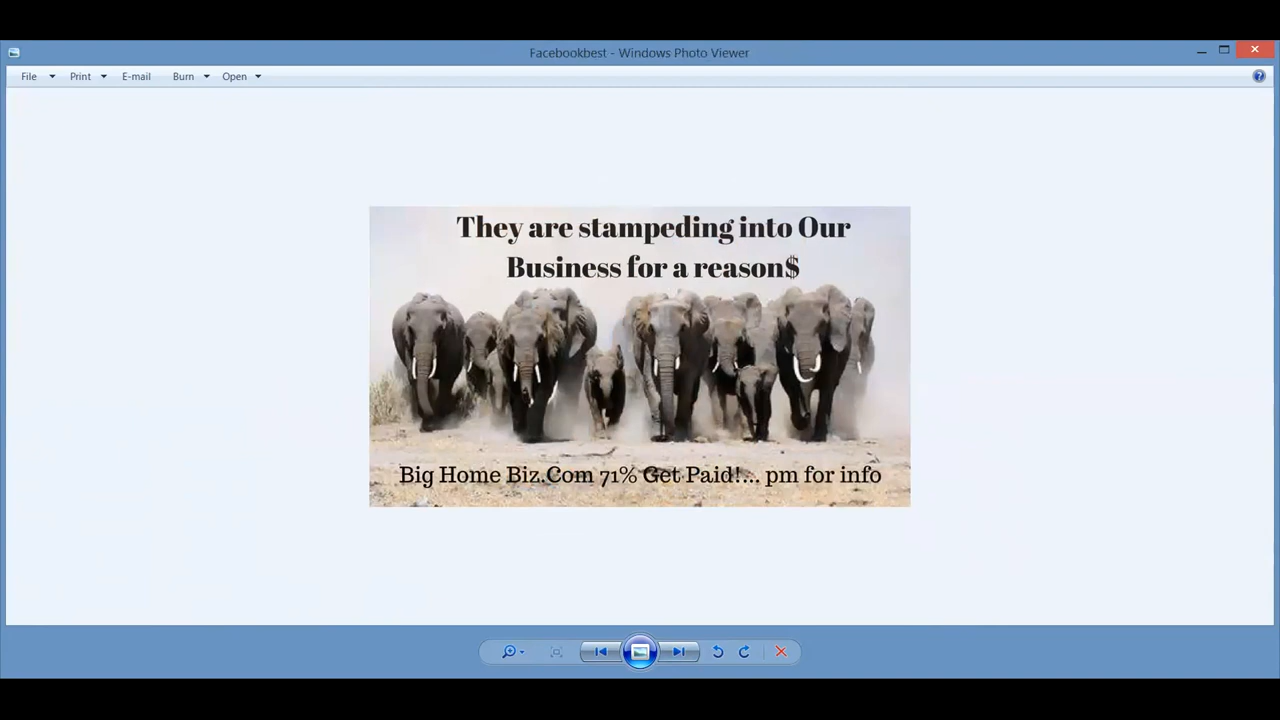 Facebookbest - Windows Photo Viewer
File Print E-mail Burn Open
They are stampeding into Our
Business for a reason$
Big Home Biz.Com 71% Get Paid!... pm for info